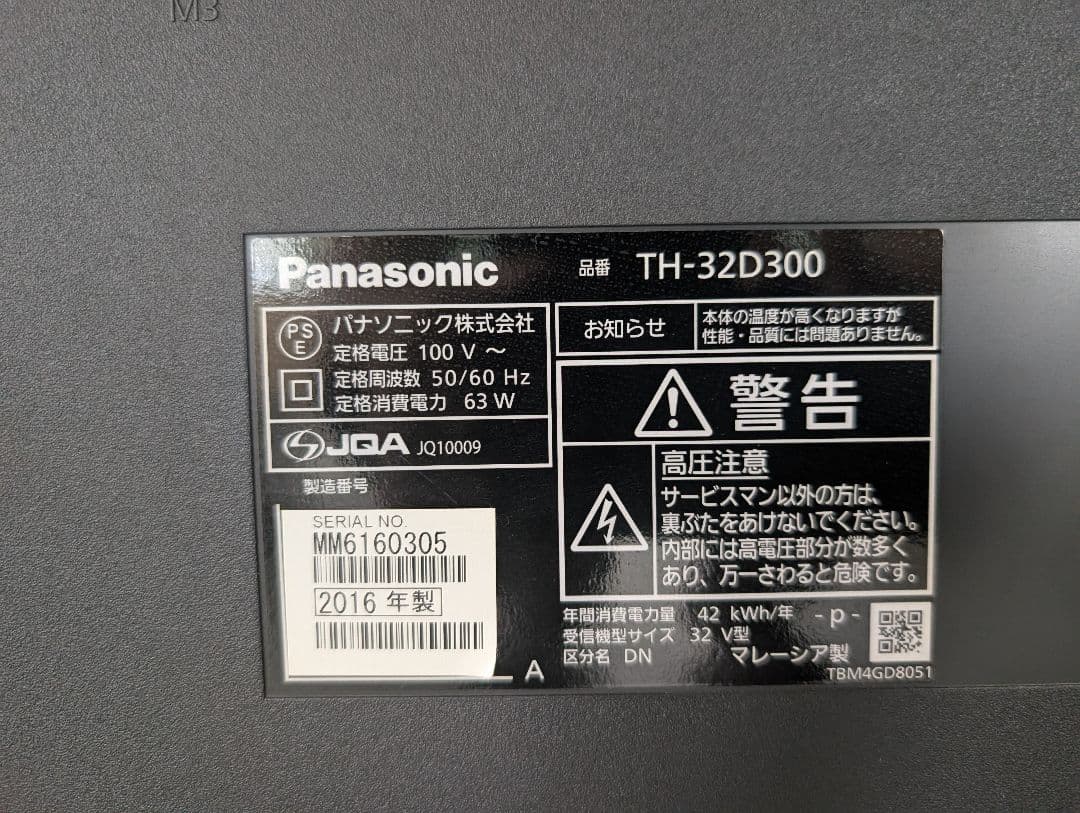 M3
Panasonic
品番 TH-32D300
PS
E
パナソニック株式会社
定格電圧 100 V ～
定格周波数 50/60 Hz
定格消費電力 63 W
JQA JQ10009
製造番号
SERIAL NO.
MM6160305
2016 年製
A
お知らせ
本体の温度が高くなりますが
性能・品質には問題ありません。
警告
高圧注意
サービスマン以外の方は、
裏ぶたをあけないでください。
内部には高電圧部分が数多く
あり、万一さわると危険です。
年間消費電力量 42 kWh/年 - p -
受信機型サイズ 32 V型
区分名 DN マレーシア製
TBM4GD8051